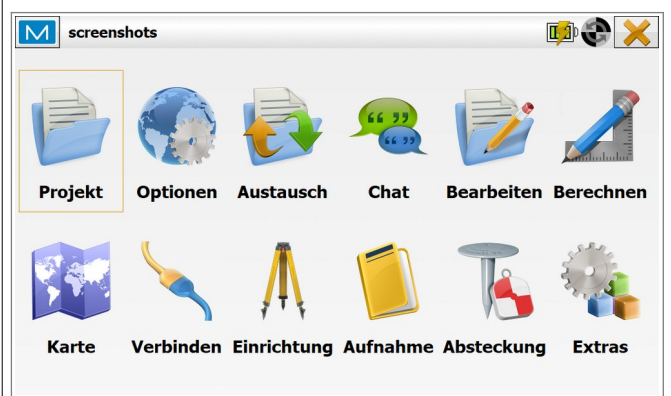 screenshots
Projekt Optionen Austausch Chat Bearbeiten Berechnen
Karte Verbinden Einrichtung Aufnahme Absteckung Extras